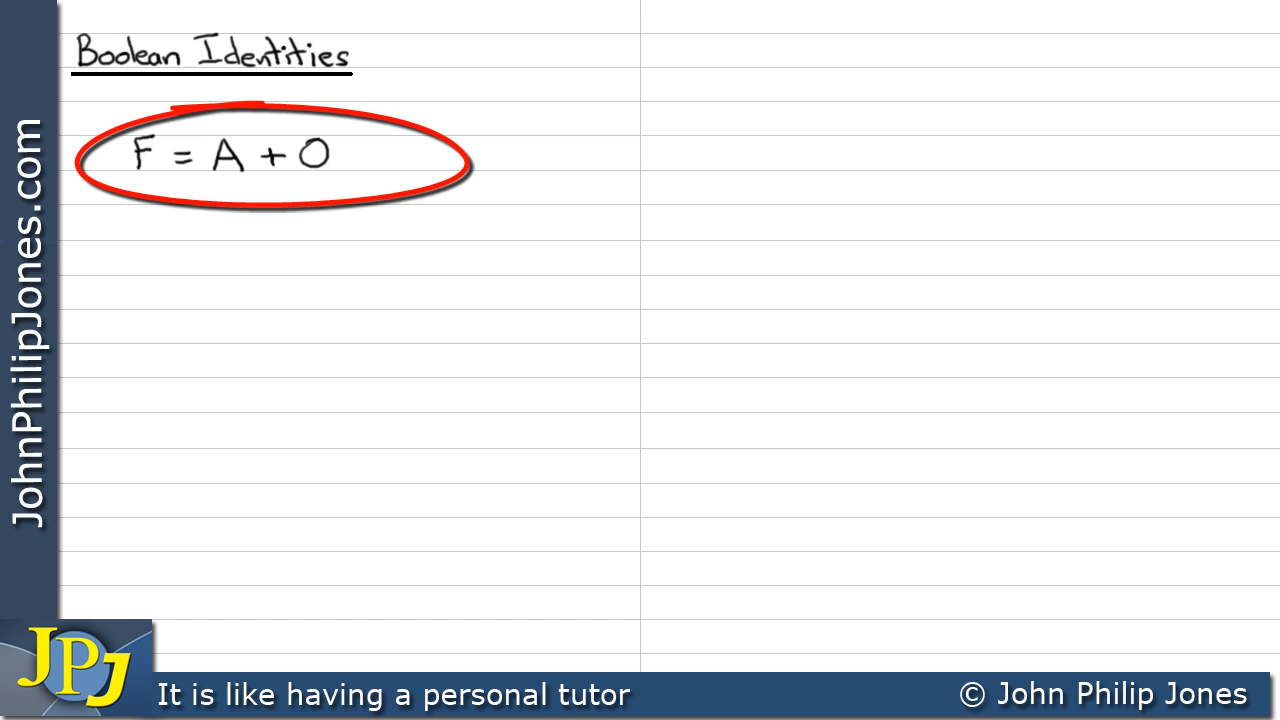 Boolean Identities
F = A + 0
JohnPhilipJones.com
JPJ
It is like having a personal tutor
© John Philip Jones